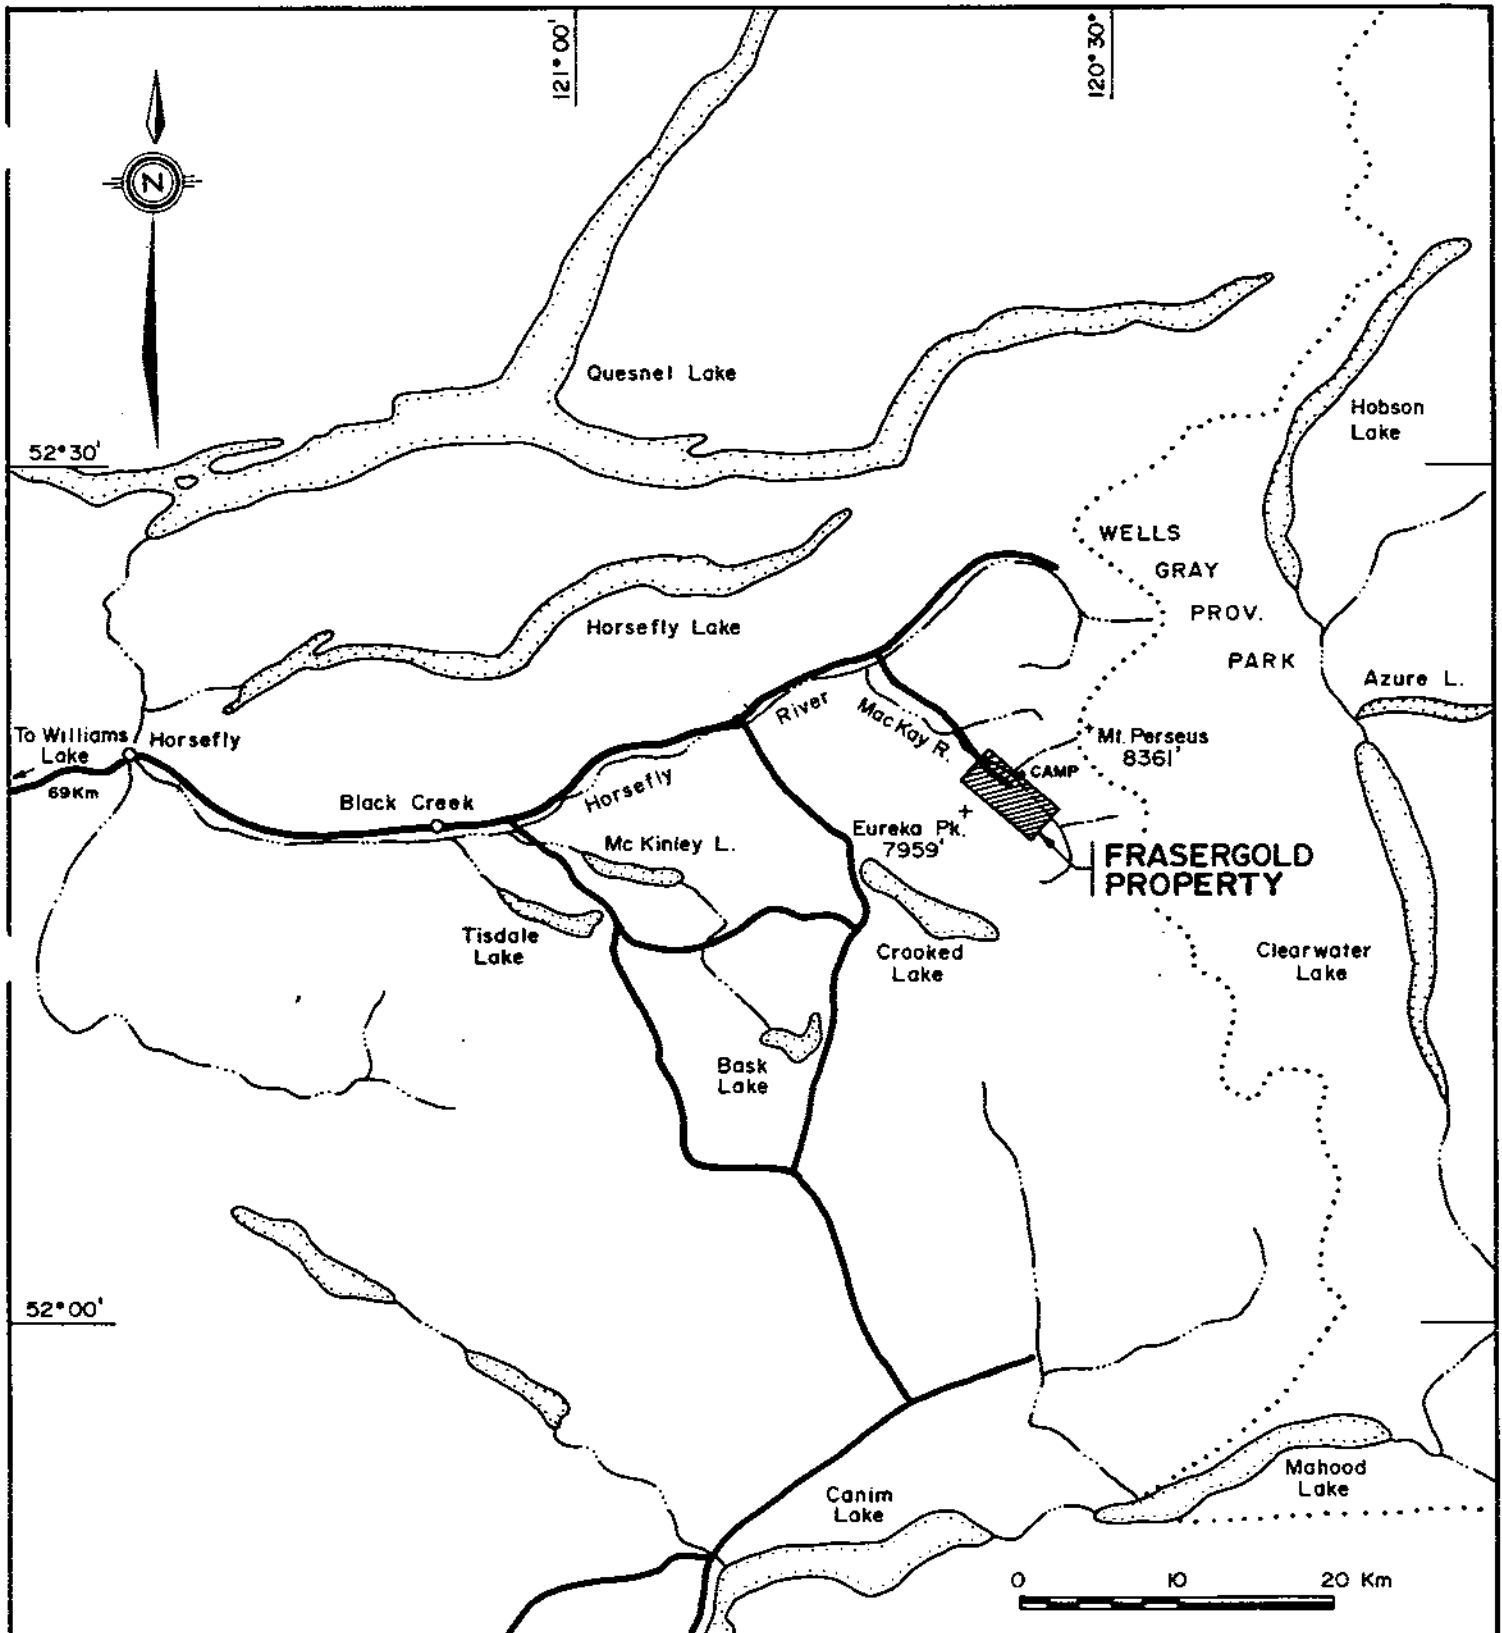 121°00'
120°30'
N
Quesnel Lake
Hobson
Lake
52°30'
WELLS
GRAY
PROV.
PARK
Horsefly Lake
Azure L.
River
MacKay R.
To Williams
Lake
Horsefly
69Km
Mt. Perseus
8361'
CAMP
Horsefly
Black Creek
Eureka Pk.
7959'
Mc Kinley L.
FRASERGOLD
PROPERTY
Tisdale
Lake
Crooked
Lake
Clearwater
Lake
Bask
Lake
52°00'
Mahood
Lake
Canim
Lake
0 10 20 Km